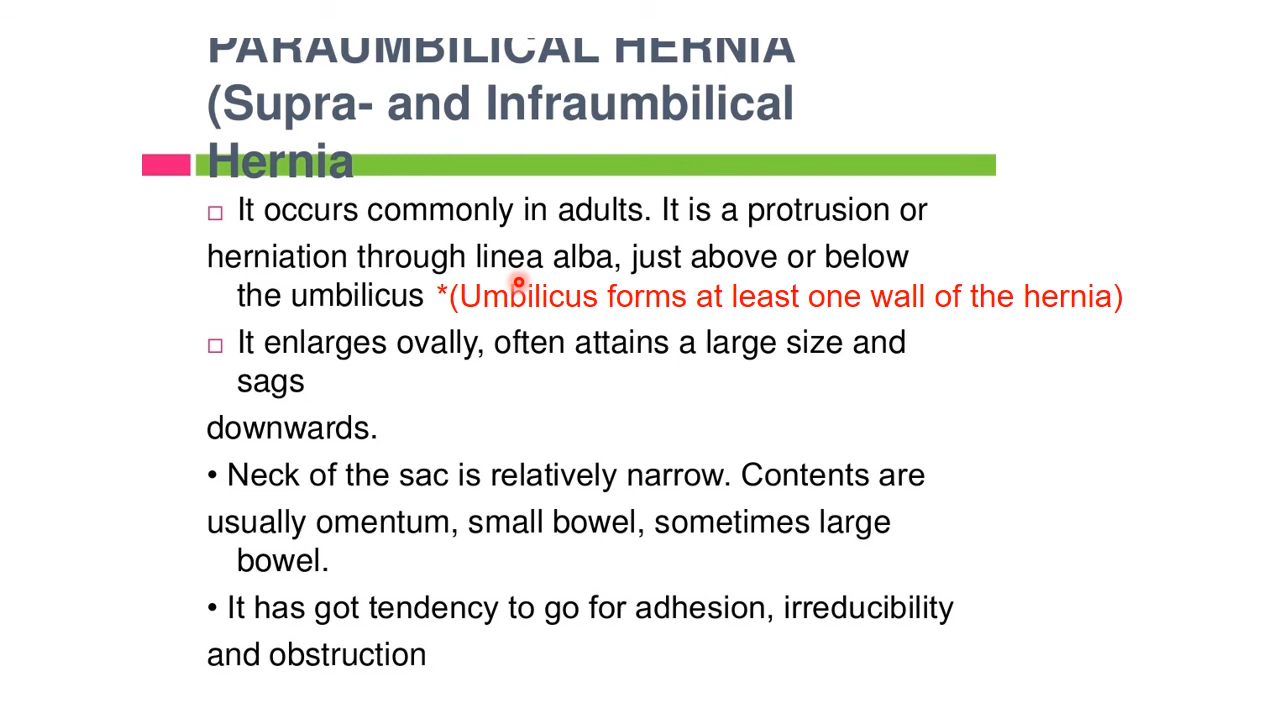 PARAUMBILICAL HERNIA
(Supra- and Infraumbilical
Hernia
It occurs commonly in adults. It is a protrusion or
herniation through linea alba, just above or below
the umbilicus *(Umbilicus forms at least one wall of the hernia)
It enlarges ovally, often attains a large size and
sags
downwards.
• Neck of the sac is relatively narrow. Contents are
usually omentum, small bowel, sometimes large
bowel.
• It has got tendency to go for adhesion, irreducibility
and obstruction